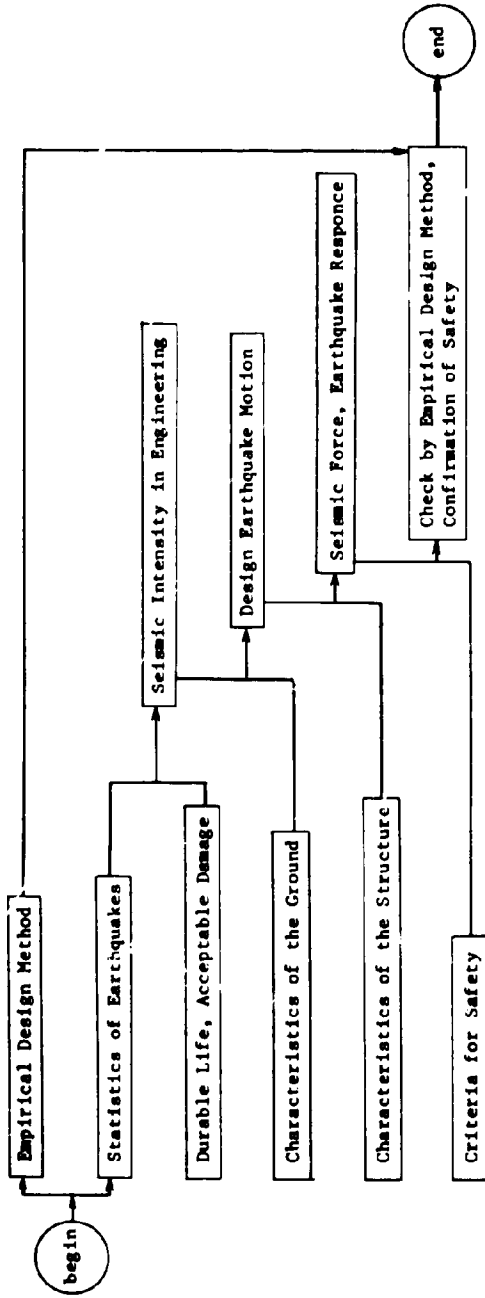 begin
Empirical Design Method
Statistics of Earthquakes
Durable Life, Acceptable Damage
Seismic Intensity in Engineering
Characteristics of the Ground
Design Earthquake Motion
Characteristics of the Structure
Seismic Force, Earthquake Responce
Criteria for Safety
Check by Empirical Design Method,
Confirmation of Safety
end